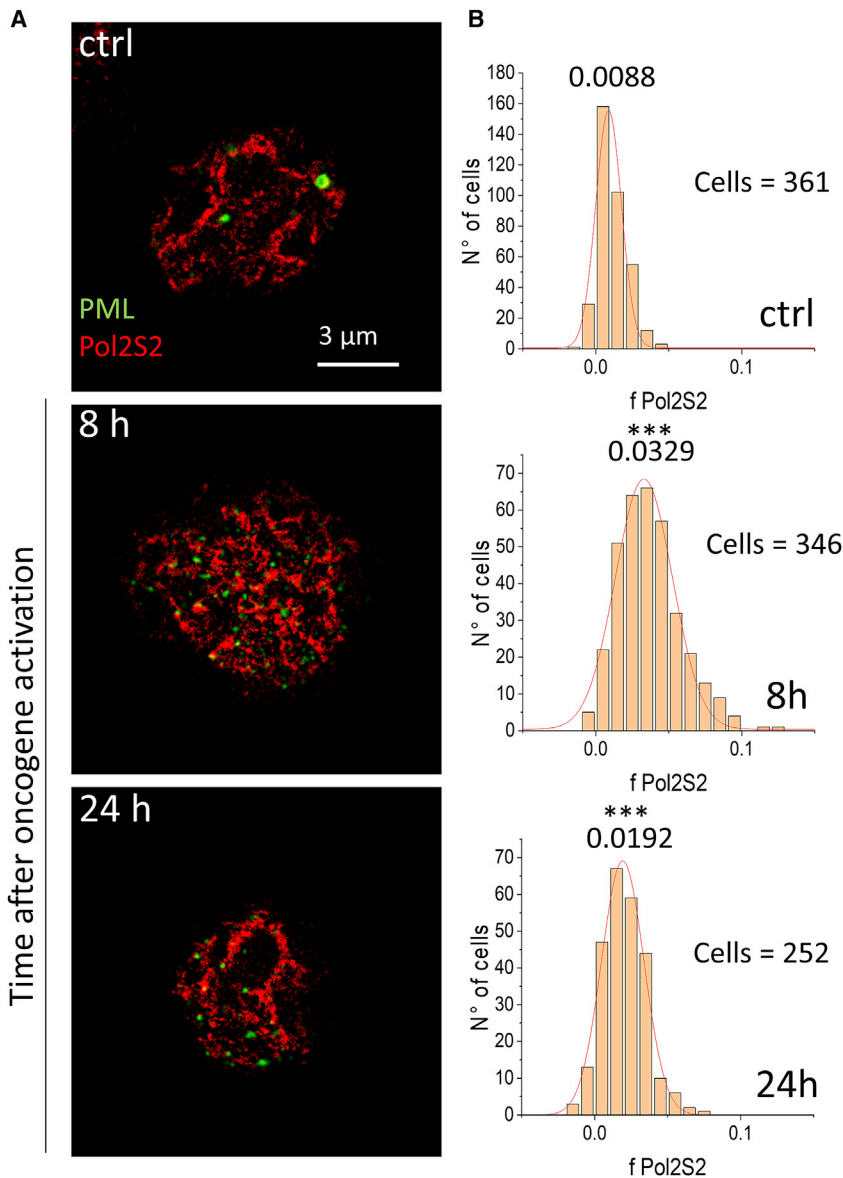 A
ctrl
PML
Pol2S2
3 μm
8 h
24 h
Time after oncogene activation
B
0.0088
Cells = 361
ctrl
N° of cells
180
160
140
120
100
80
60
40
20
0
0.0
0.1
f Pol2S2
***
0.0329
Cells = 346
8h
N° of cells
70
60
50
40
30
20
10
0
0.0
0.1
f Pol2S2
***
0.0192
Cells = 252
24h
N° of cells
70
60
50
40
30
20
10
0
0.0
0.1
f Pol2S2